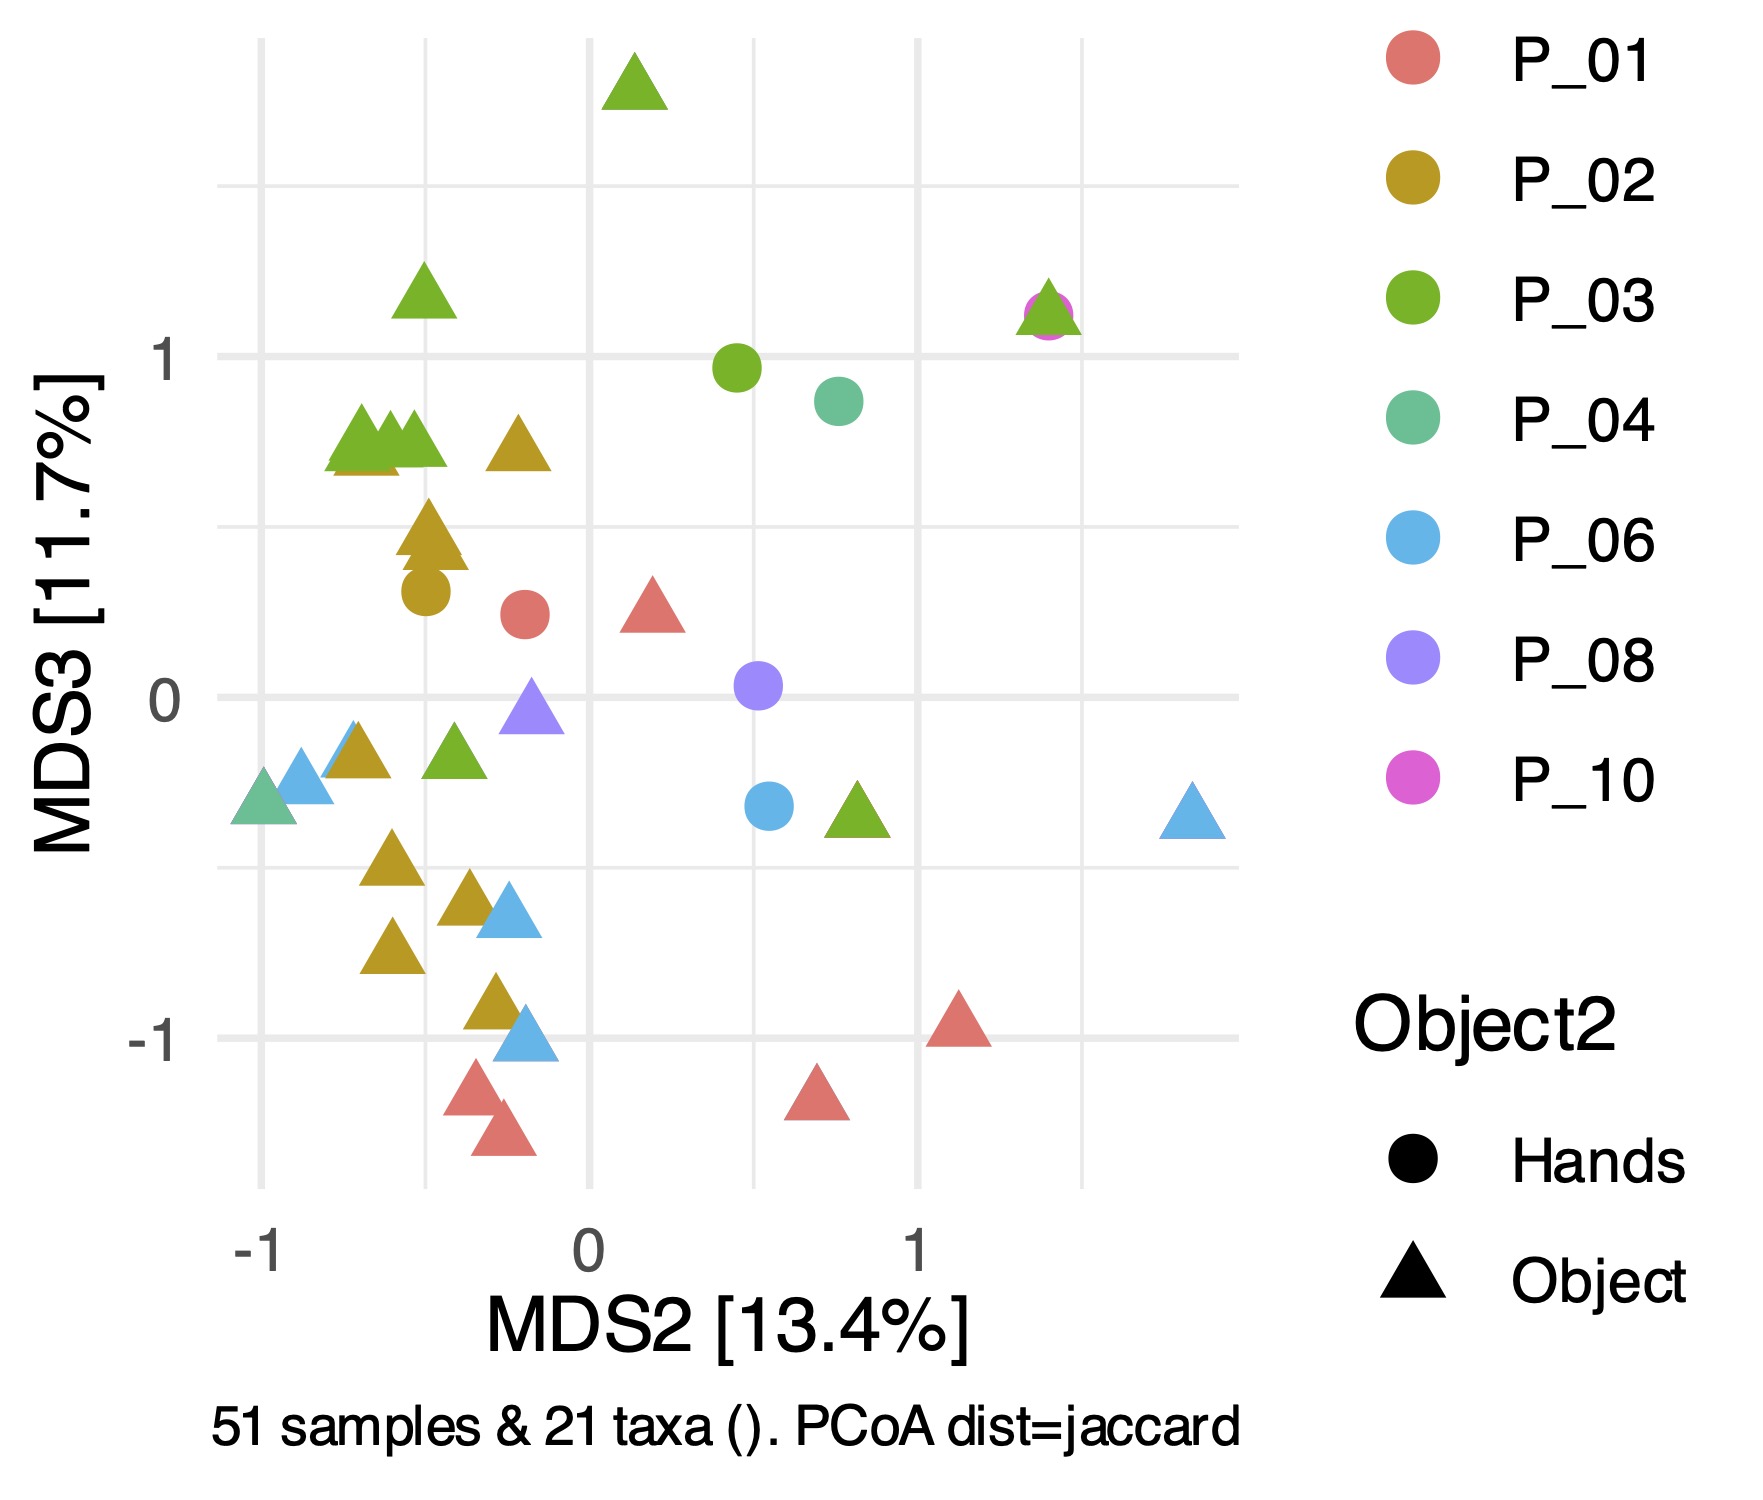 P_01
P_02
P_03
P_04
P_06
P_08
P_10
Object2
Hands
Object
MDS3 [11.7%]
1
0
-1
-1
0
1
MDS2 [13.4%]
51 samples & 21 taxa (). PCoA dist=jaccard